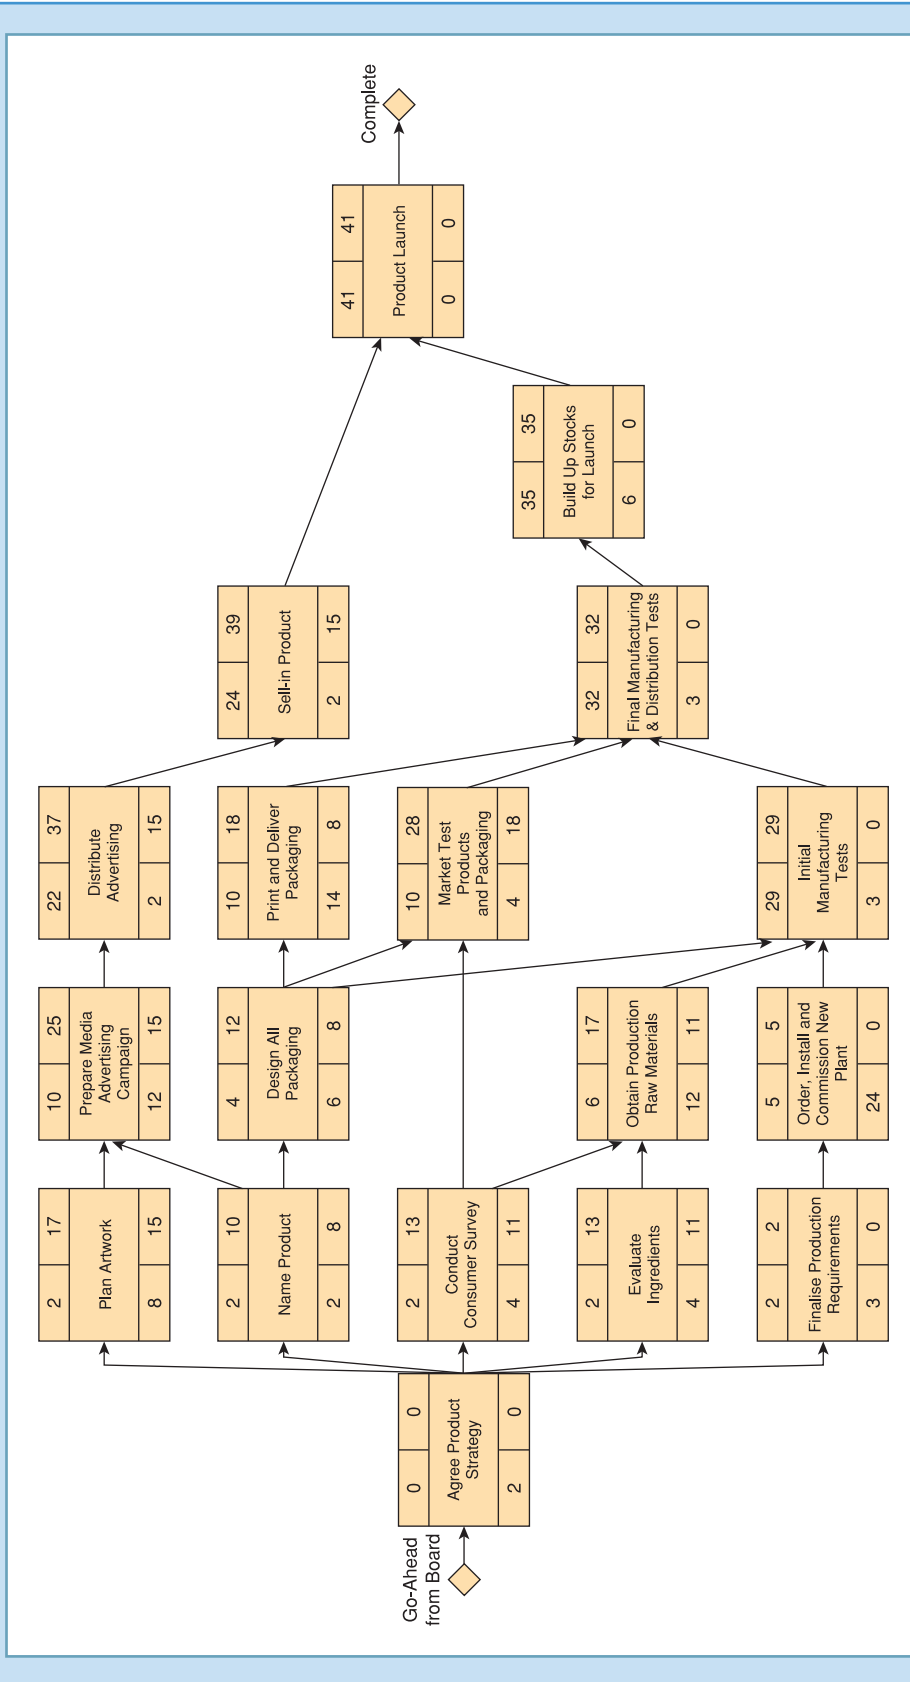 Go-Ahead
from Board
0 0
Agree Product
Strategy
2 0
2 17
Plan Artwork
8 15
2 10
Name Product
2 8
2 13
Conduct
Consumer Survey
4 11
2 13
Evaluate
Ingredients
4 11
2 2
Finalise Production
Requirements
3 0
10 25
Prepare Media
Advertising
Campaign
12 15
4 12
Design All
Packaging
6 8
6 17
Obtain Production
Raw Materials
12 11
5 5
Order, Install and
Commission New
Plant
24 0
22 37
Distribute
Advertising
2 15
10 18
Print and Deliver
Packaging
14 8
10 28
Market Test
Products
and Packaging
4 18
29 29
Initial
Manufacturing
Tests
3 0
24 39
Sell-in Product
2 15
32 32
Final Manufacturing
& Distribution Tests
3 0
35 35
Build Up Stocks
for Launch
6 0
41 41
Product Launch
0 0
Complete